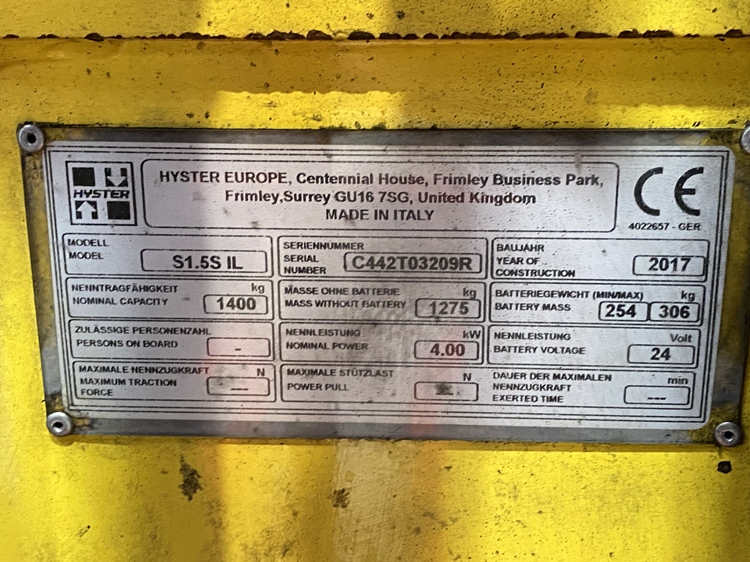 HYSTER
HYSTER EUROPE, Centennial House, Frimley Business Park,
Frimley,Surrey GU16 7SG, United Kingdom
MADE IN ITALY
CE
4022657 - GER
MODELL
MODEL
S1.5S IL
SERIENNUMMER
SERIAL
NUMBER
C442T03209R
BAUJAHR
YEAR OF
CONSTRUCTION
2017
NENNTRAGFÄHIGKEIT kg
NOMINAL CAPACITY
1400
MASSE OHNE BATTERIE kg
MASS WITHOUT BATTERY
1275
BATTERIEGEWICHT (MIN/MAX) kg
BATTERY MASS
254 306
ZULÄSSIGE PERSONENZAHL
PERSONS ON BOARD
-
NENNLEISTUNG kW
NOMINAL POWER
4.00
NENNLEISTUNG Volt
BATTERY VOLTAGE
24
MAXIMALE NENNZUGKRAFT N
MAXIMUM TRACTION
FORCE
---
MAXIMALE STÜTZLAST N
POWER PULL
DAUER DER MAXIMALEN min
NENNZUGKRAFT
EXERTED TIME
---